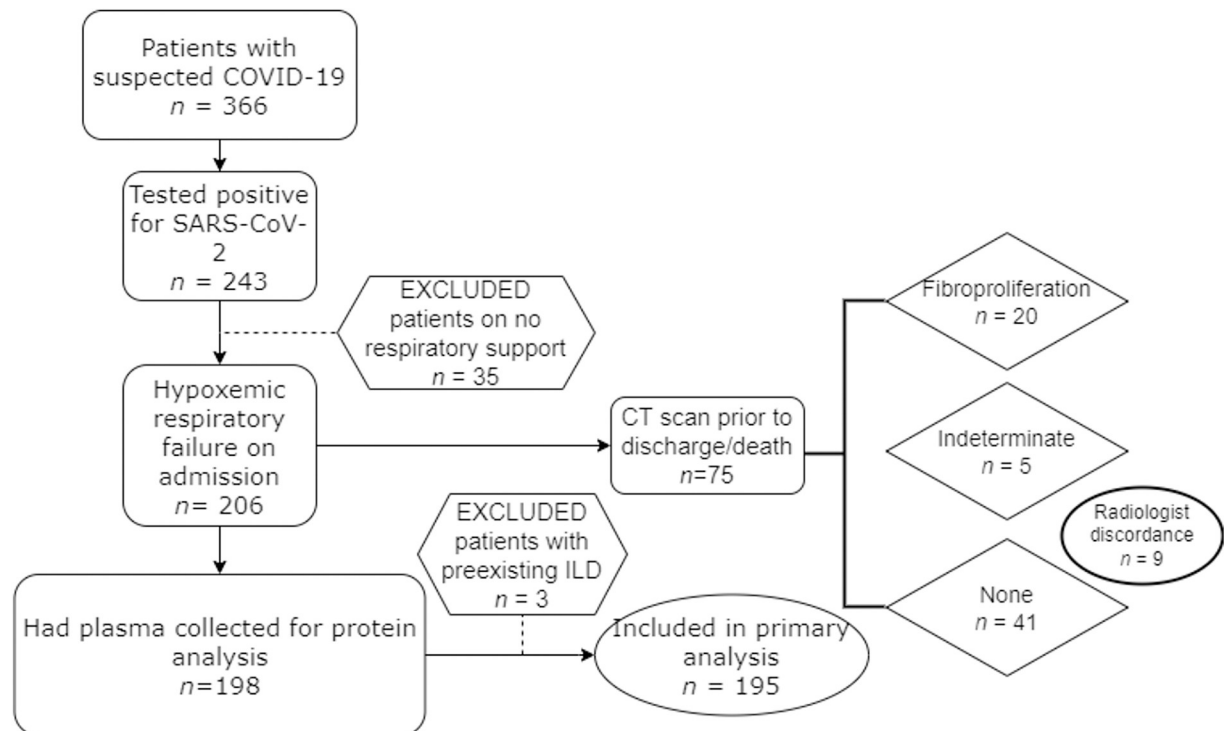 Patients with
suspected COVID-19
n = 366
Tested positive
for SARS-CoV-
2
n = 243
EXCLUDED
patients on no
respiratory support
n = 35
Hypoxemic
respiratory
failure on
admission
n= 206
CT scan prior to
discharge/death
n=75
Fibroproliferation
n = 20
Indeterminate
n = 5
Radiologist
discordance
n = 9
None
n = 41
EXCLUDED
patients with
preexisting ILD
n = 3
Had plasma collected for protein
analysis
n=198
Included in primary
analysis
n = 195